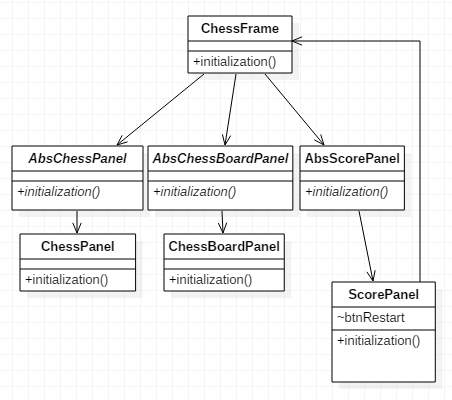 ChessFrame
+initialization()
AbsChessPanel
+initialization()
AbsChessBoardPanel
+initialization()
AbsScorePanel
+initialization()
ChessPanel
+initialization()
ChessBoardPanel
+initialization()
ScorePanel
~btnRestart
+initialization()